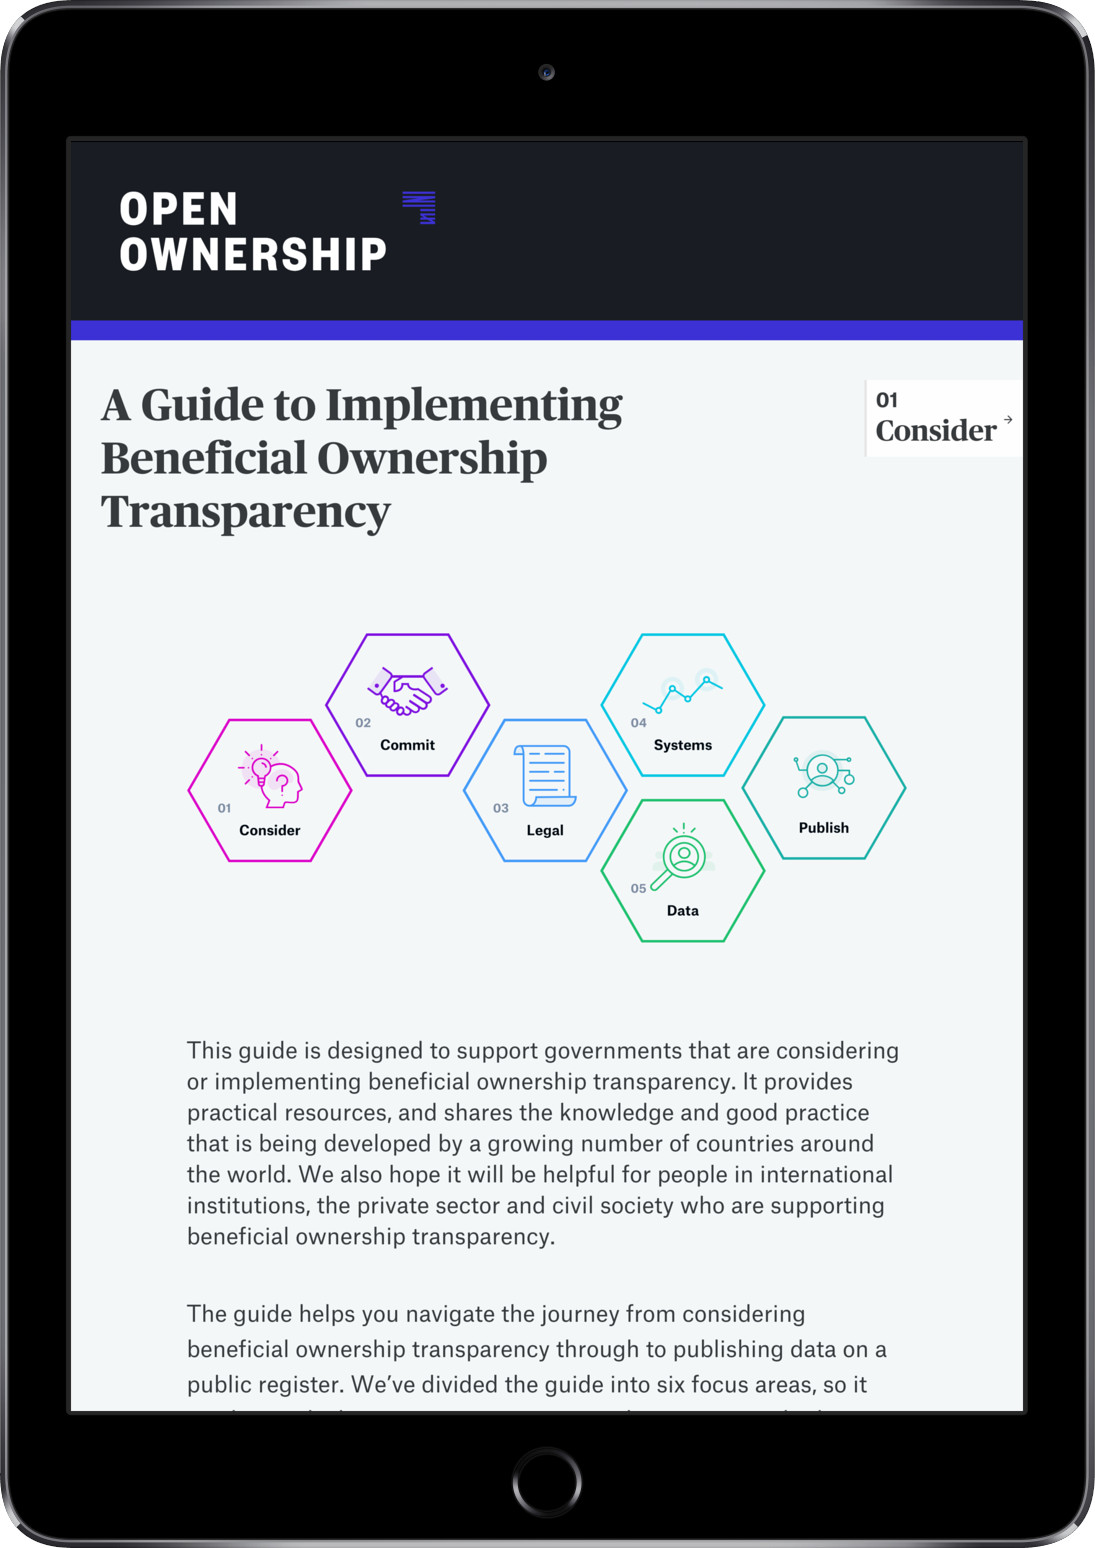 OPEN
OWNERSHIP
A Guide to Implementing
Beneficial Ownership
Transparency
01
Consider →
02
Commit
04
Systems
01
Consider
03
Legal
Publish
05
Data
This guide is designed to support governments that are considering
or implementing beneficial ownership transparency. It provides
practical resources, and shares the knowledge and good practice
that is being developed by a growing number of countries around
the world. We also hope it will be helpful for people in international
institutions, the private sector and civil society who are supporting
beneficial ownership transparency.
The guide helps you navigate the journey from considering
beneficial ownership transparency through to publishing data on a
public register. We’ve divided the guide into six focus areas, so it